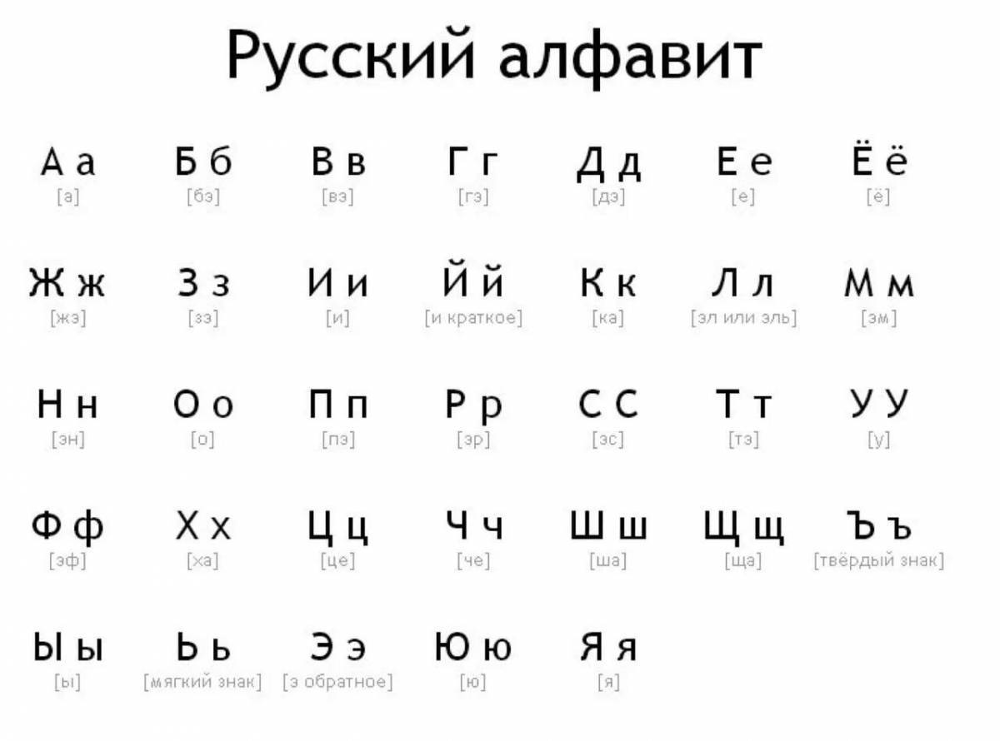 Русский алфавит
А а Б б В в Г г Д д Е е Ё ё
[а] [бэ] [вэ] [гэ] [дэ] [е] [ё]
Ж ж З з И и Й й К к Л л М м
[жэ] [зэ] [и] [и краткое] [ка] [эл или эль] [эм]
Н н О о П п Р р С С Т т У У
[эн] [о] [пэ] [эр] [эс] [тэ] [у]
Ф ф Х х Ц ц Ч ч Ш ш Щ щ Ъ ъ
[эф] [ха] [це] [че] [ша] [ща] [твёрдый знак]
Ы ы Ь ь Э э Ю ю Я я
[ы] [мягкий знак] [э обратное] [ю] [я]